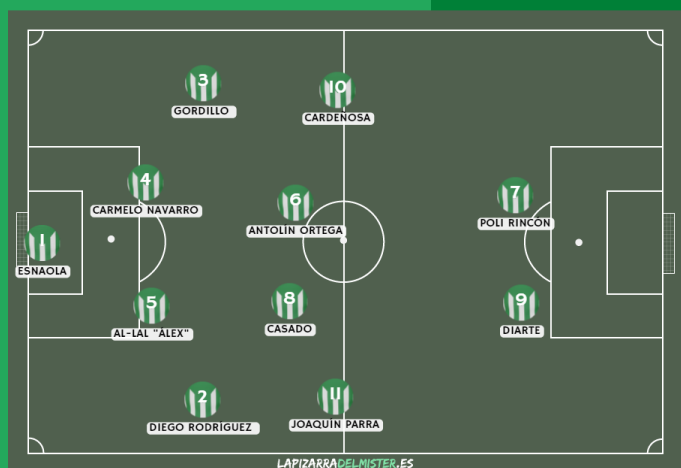 3
GORDILLO
10
CARDEÑOSA
4
CARMELO NAVARRO
6
ANTOLÍN ORTEGA
7
POLI RINCÓN
1
ESNAOLA
5
AL-LAL "ÁLEX"
8
CASADO
9
DIARTE
2
DIEGO RODRÍGUEZ
11
JOAQUÍN PARRA
LAPIZARRADELMISTER.ES